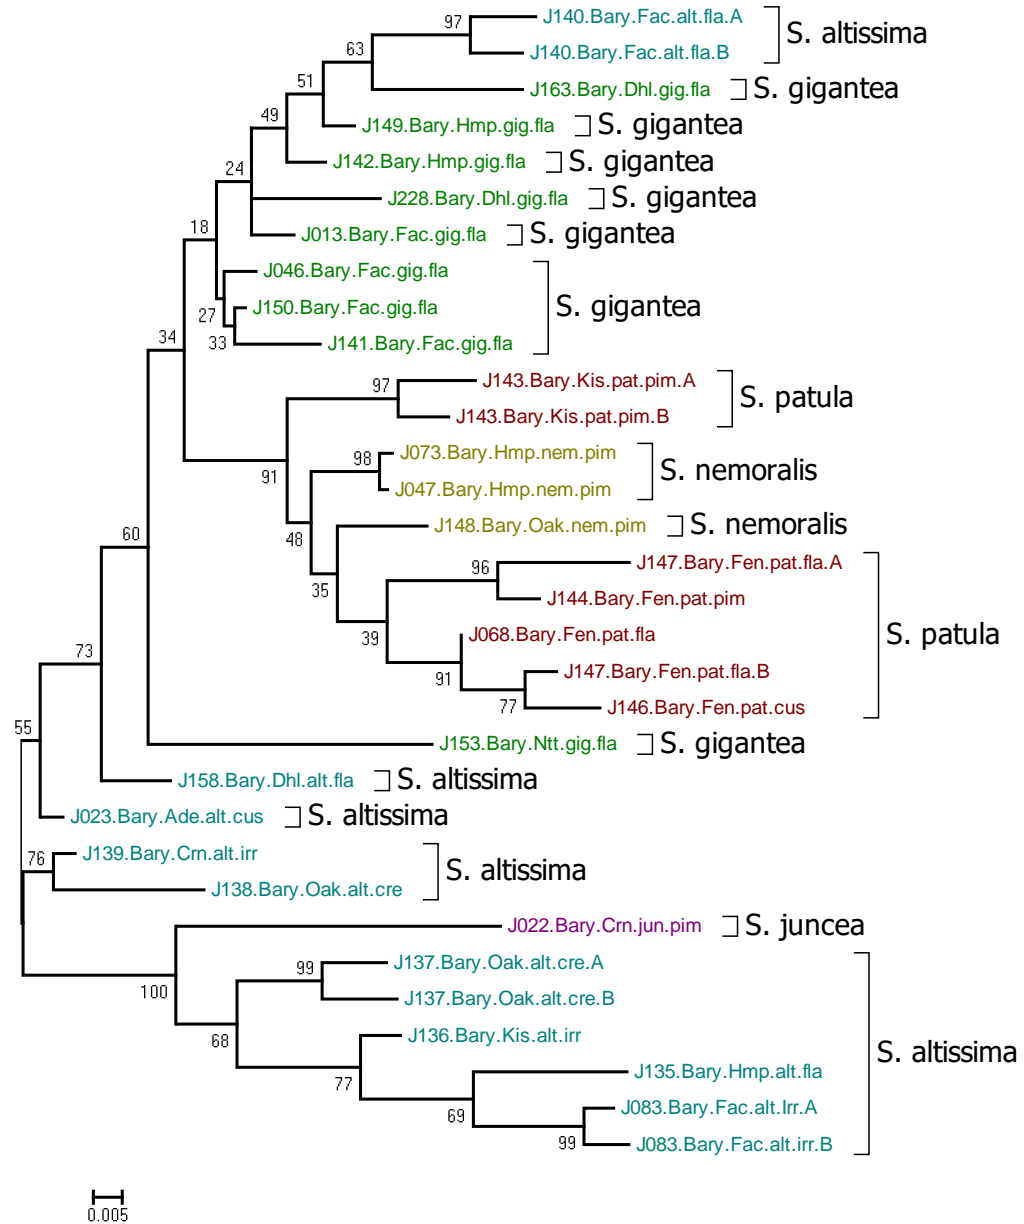 97 J140.Bary.Fac.alt.fla.A
S. altissima
63 J140.Bary.Fac.alt.fla.B
51 J163.Bary.Dhl.gig.fla S. gigantea
49 J149.Bary.Hmp.gig.fla S. gigantea
24 J142.Bary.Hmp.gig.fla S. gigantea
J228.Bary.Dhl.gig.fla S. gigantea
18 J013.Bary.Fac.gig.fla S. gigantea
J046.Bary.Fac.gig.fla
27 J150.Bary.Fac.gig.fla S. gigantea
34 33 J141.Bary.Fac.gig.fla
97 J143.Bary.Kis.pat.pim.A
S. patula
J143.Bary.Kis.pat.pim.B
91 98 J073.Bary.Hmp.nem.pim
S. nemoralis
J047.Bary.Hmp.nem.pim
60 48 J148.Bary.Oak.nem.pim S. nemoralis
96 J147.Bary.Fen.pat.fla.A
35 J144.Bary.Fen.pat.pim
39 J068.Bary.Fen.pat.fla S. patula
73 91 J147.Bary.Fen.pat.fla.B
77 J146.Bary.Fen.pat.cus
55 J153.Bary.Ntt.gig.fla S. gigantea
J158.Bary.Dhl.alt.fla S. altissima
J023.Bary.Ade.alt.cus S. altissima
76 J139.Bary.Crn.alt.irr
S. altissima
J138.Bary.Oak.alt.cre
J022.Bary.Crn.jun.pim S. juncea
100 99 J137.Bary.Oak.alt.cre.A
J137.Bary.Oak.alt.cre.B
68 J136.Bary.Kis.alt.irr
S. altissima
77 J135.Bary.Hmp.alt.fla
69 J083.Bary.Fac.alt.Irr.A
99 J083.Bary.Fac.alt.irr.B
0.005